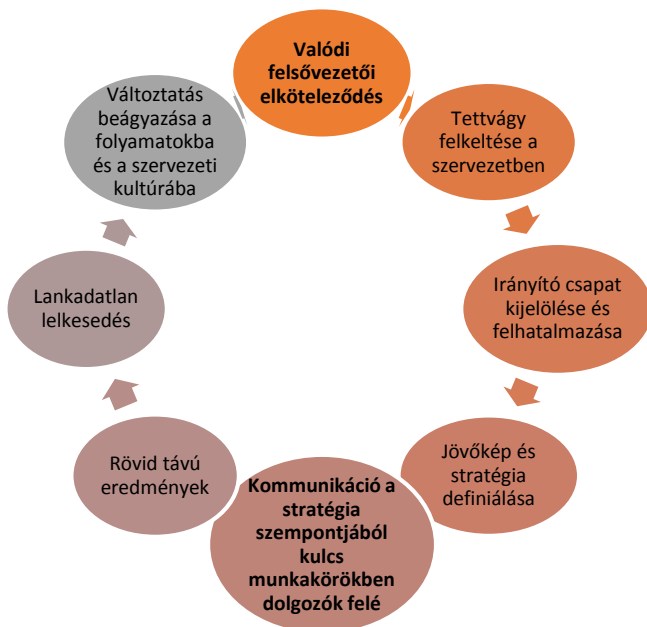 Valódi
felsővezetői
elköteleződés
Tettvágy
felkeltése a
szervezetben
Irányító csapat
kijelölése és
felhatalmazása
Jövőkép és
stratégia
definiálása
Kommunikáció a
stratégia
szempontjából
kulcs
munkakörökben
dolgozók felé
Rövid távú
eredmények
Lankadatlan
lelkesedés
Változtatás
beágyazása a
folyamatokba
és a szervezeti
kultúrába